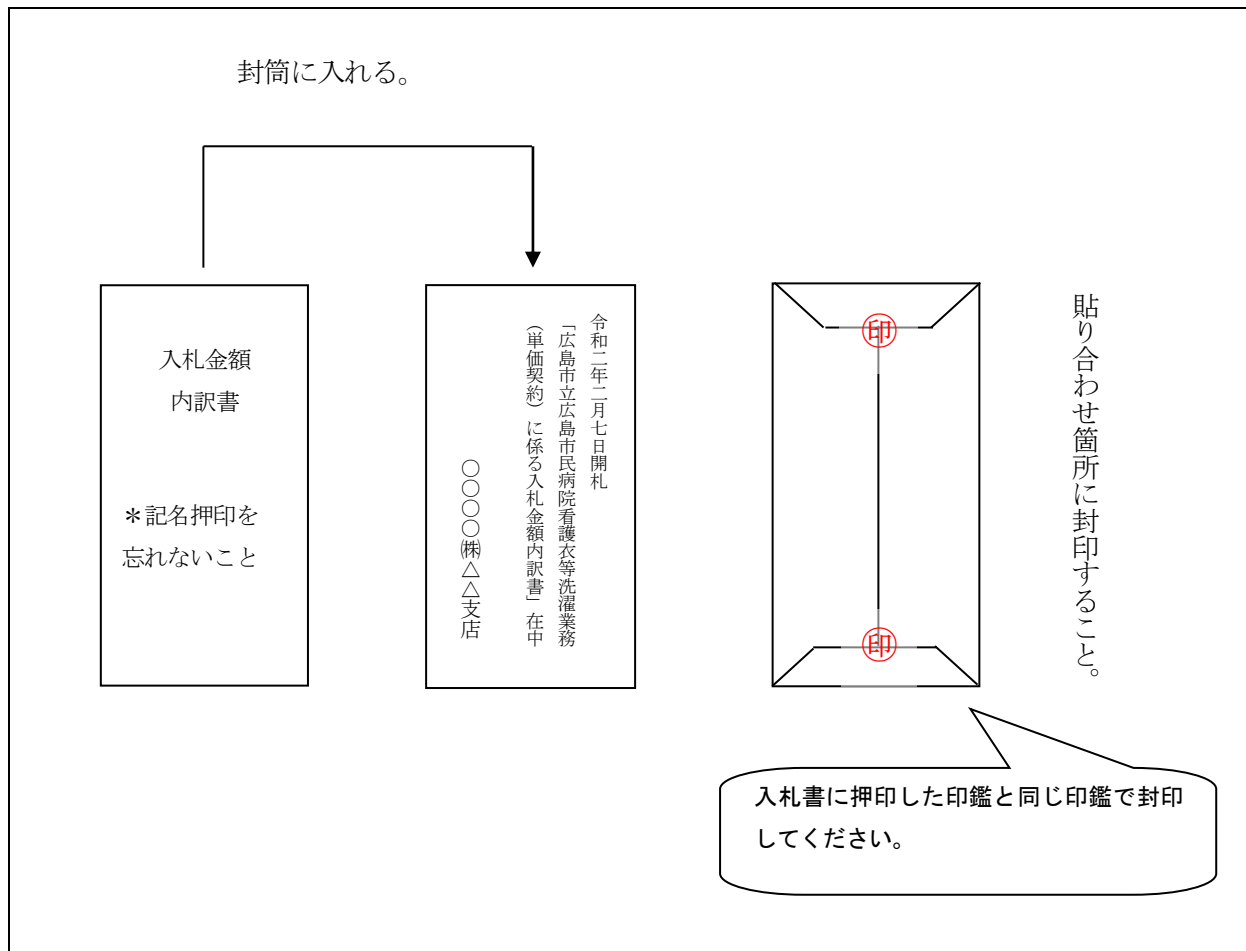 封筒に入れる。
入札金額
内訳書
＊記名押印を
忘れないこと
令和二年二月七日開札
「広島市立広島市民病院看護衣等洗濯業務
（単価契約）に係る入札金額内訳書」在中
○○○○㈱△△支店
印
印
貼り合わせ箇所に封印すること。
入札書に押印した印鑑と同じ印鑑で封印
してください。